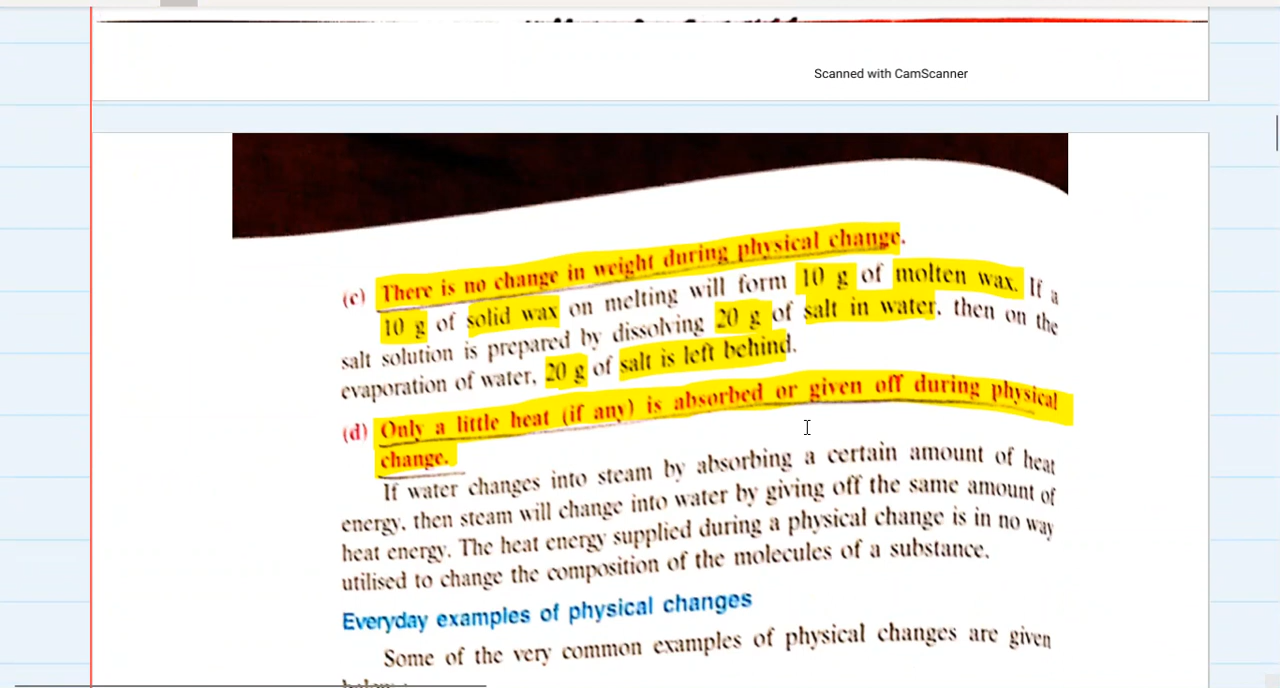 Scanned with CamScanner
(c) There is no change in weight during physical change.
10 g of solid wax on melting will form 10 g of molten wax. If a
salt solution is prepared by dissolving 20 g of salt in water, then on the
evaporation of water, 20 g of salt is left behind.
(d) Only a little heat (if any) is absorbed or given off during physical
change.
If water changes into steam by absorbing a certain amount of heat
energy, then steam will change into water by giving off the same amount of
heat energy. The heat energy supplied during a physical change is in no way
utilised to change the composition of the molecules of a substance.
Everyday examples of physical changes
Some of the very common examples of physical changes are given